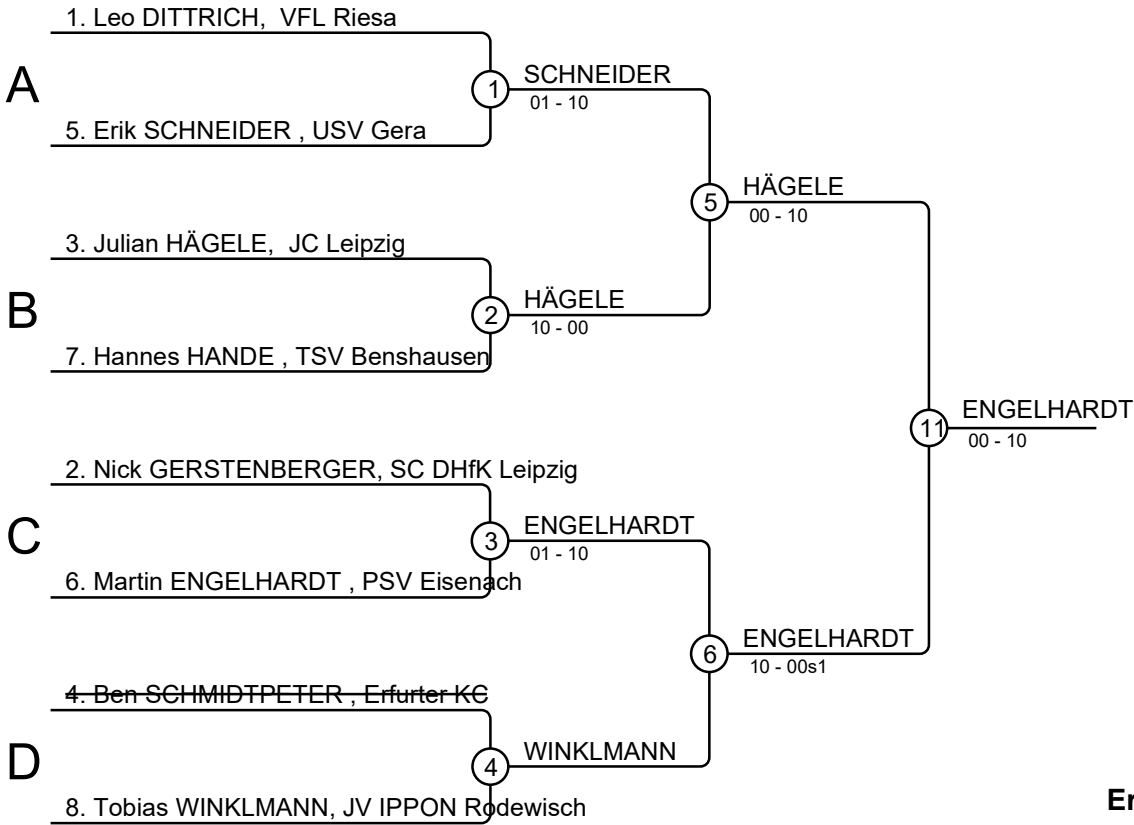 1. Leo DITTRICH, VFL Riesa
A
1
SCHNEIDER
01 - 10
5. Erik SCHNEIDER , USV Gera
5
HÄGELE
00 - 10
3. Julian HÄGELE, JC Leipzig
B
2
HÄGELE
10 - 00
7. Hannes HANDE , TSV Benshausen
11
ENGELHARDT
00 - 10
2. Nick GERSTENBERGER, SC DHfK Leipzig
C
3
ENGELHARDT
01 - 10
6. Martin ENGELHARDT , PSV Eisenach
6
ENGELHARDT
10 - 00s1
4. Ben SCHMIDTPETER , Erfurter KC
D
4
WINKLMANN
8. Tobias WINKLMANN, JV IPPON Rodewisch